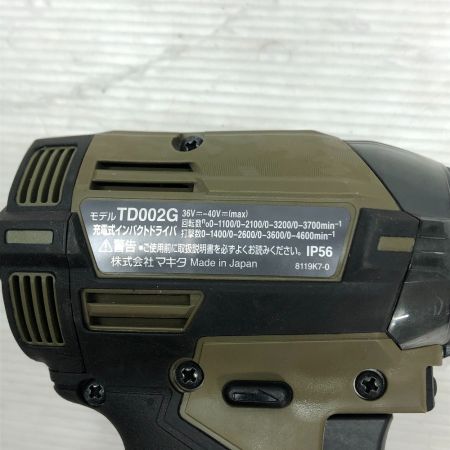 モデル TD002G 36V⎓-40V⎓(max)
充電式インパクトドライバ 回転数 n₀0-1100/0-2100/0-3200/0-3700min⁻¹
打撃数0-1400/0-2600/0-3600/0-4600min⁻¹
⚠警告 •ご使用前に取扱説明書を必ずよくお読みください。 IP56
株式会社 マキタ Made in Japan 8119K7-0